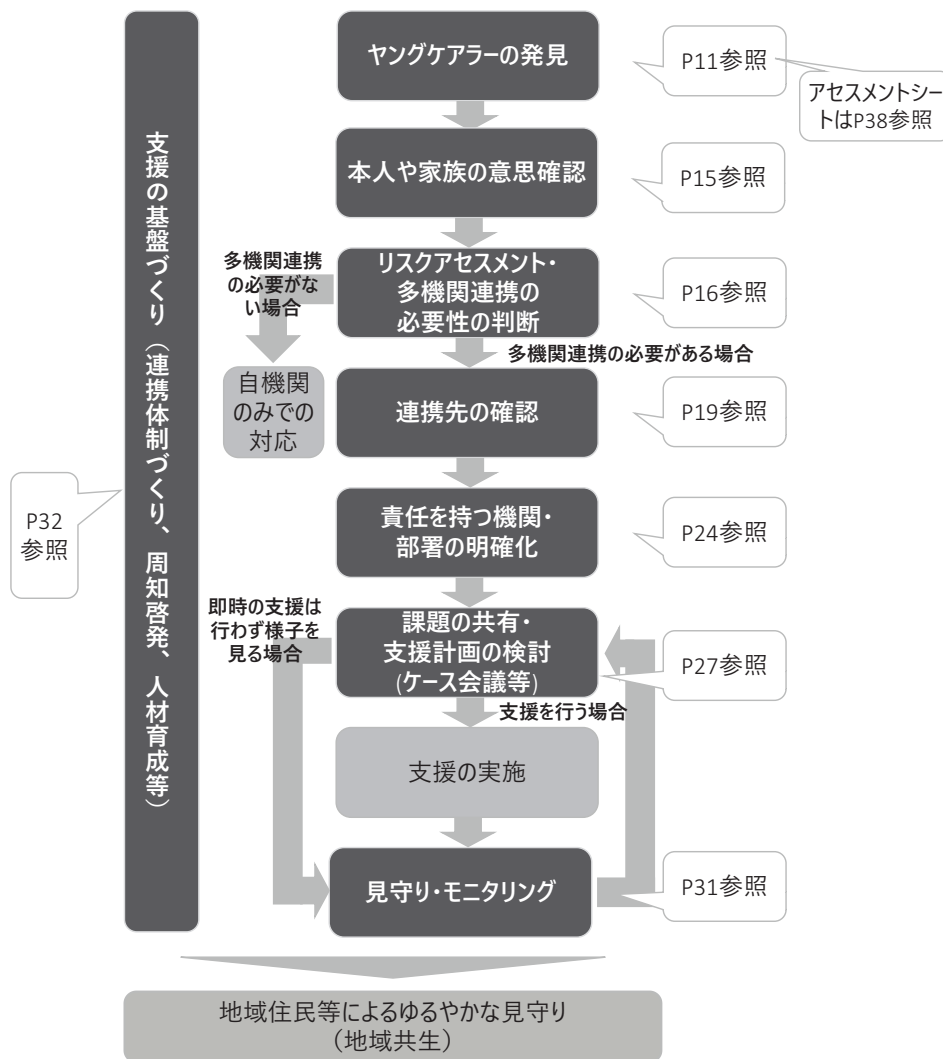 ヤングケアラーの発見
P11参照
アセスメントシー
トはP38参照
本人や家族の意思確認
P15参照
多機関連携
の必要がな
い場合
リスクアセスメント・
多機関連携の
必要性の判断
P16参照
多機関連携の必要がある場合
自機関
のみでの
対応
連携先の確認
P19参照
支援の基盤づくり（連携体制づくり、周知啓発、人材育成等）
P32
参照
責任を持つ機関・
部署の明確化
P24参照
即時の支援は
行わず様子を
見る場合
課題の共有・
支援計画の検討
(ケース会議等)
P27参照
支援を行う場合
支援の実施
見守り・モニタリング
P31参照
地域住民等によるゆるやかな見守り
（地域共生）